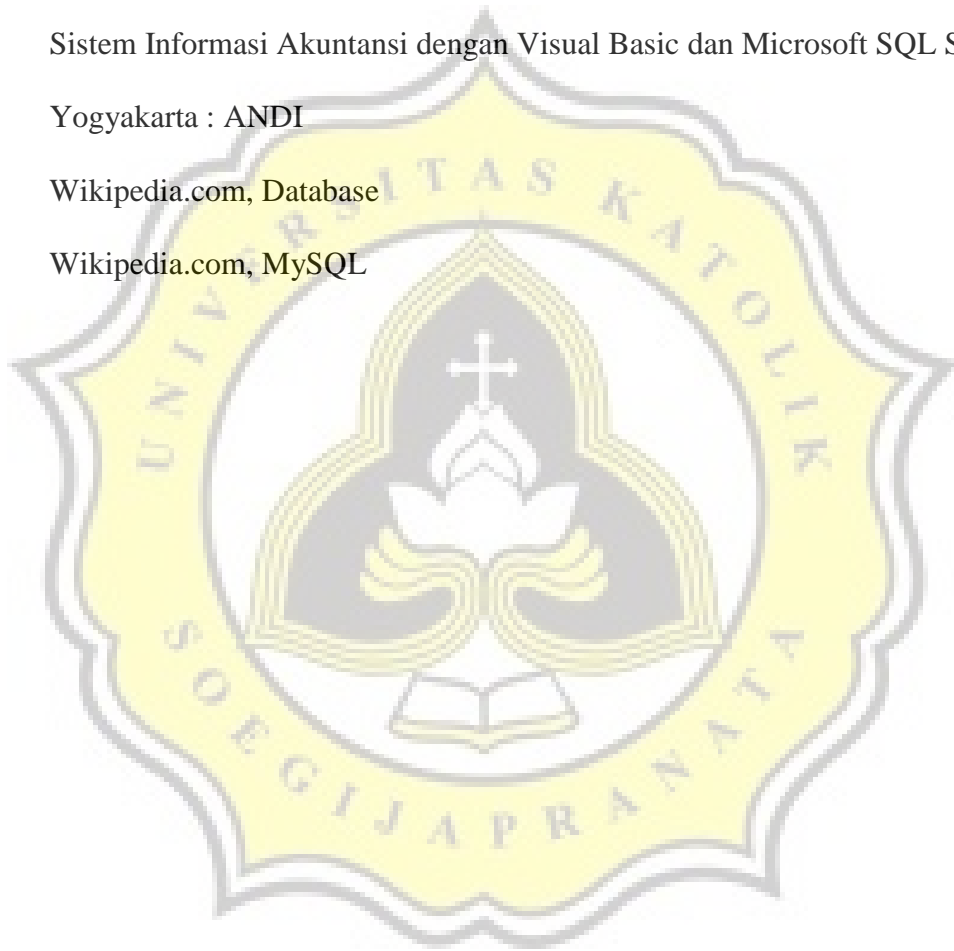 Sistem Informasi Akuntansi dengan Visual Basic dan Microsoft SQL S
Yogyakarta : ANDI
Wikipedia.com, Database
Wikipedia.com, MySQL
UNIVERSITAS KATOLIK
SOEGIJAPRANATA